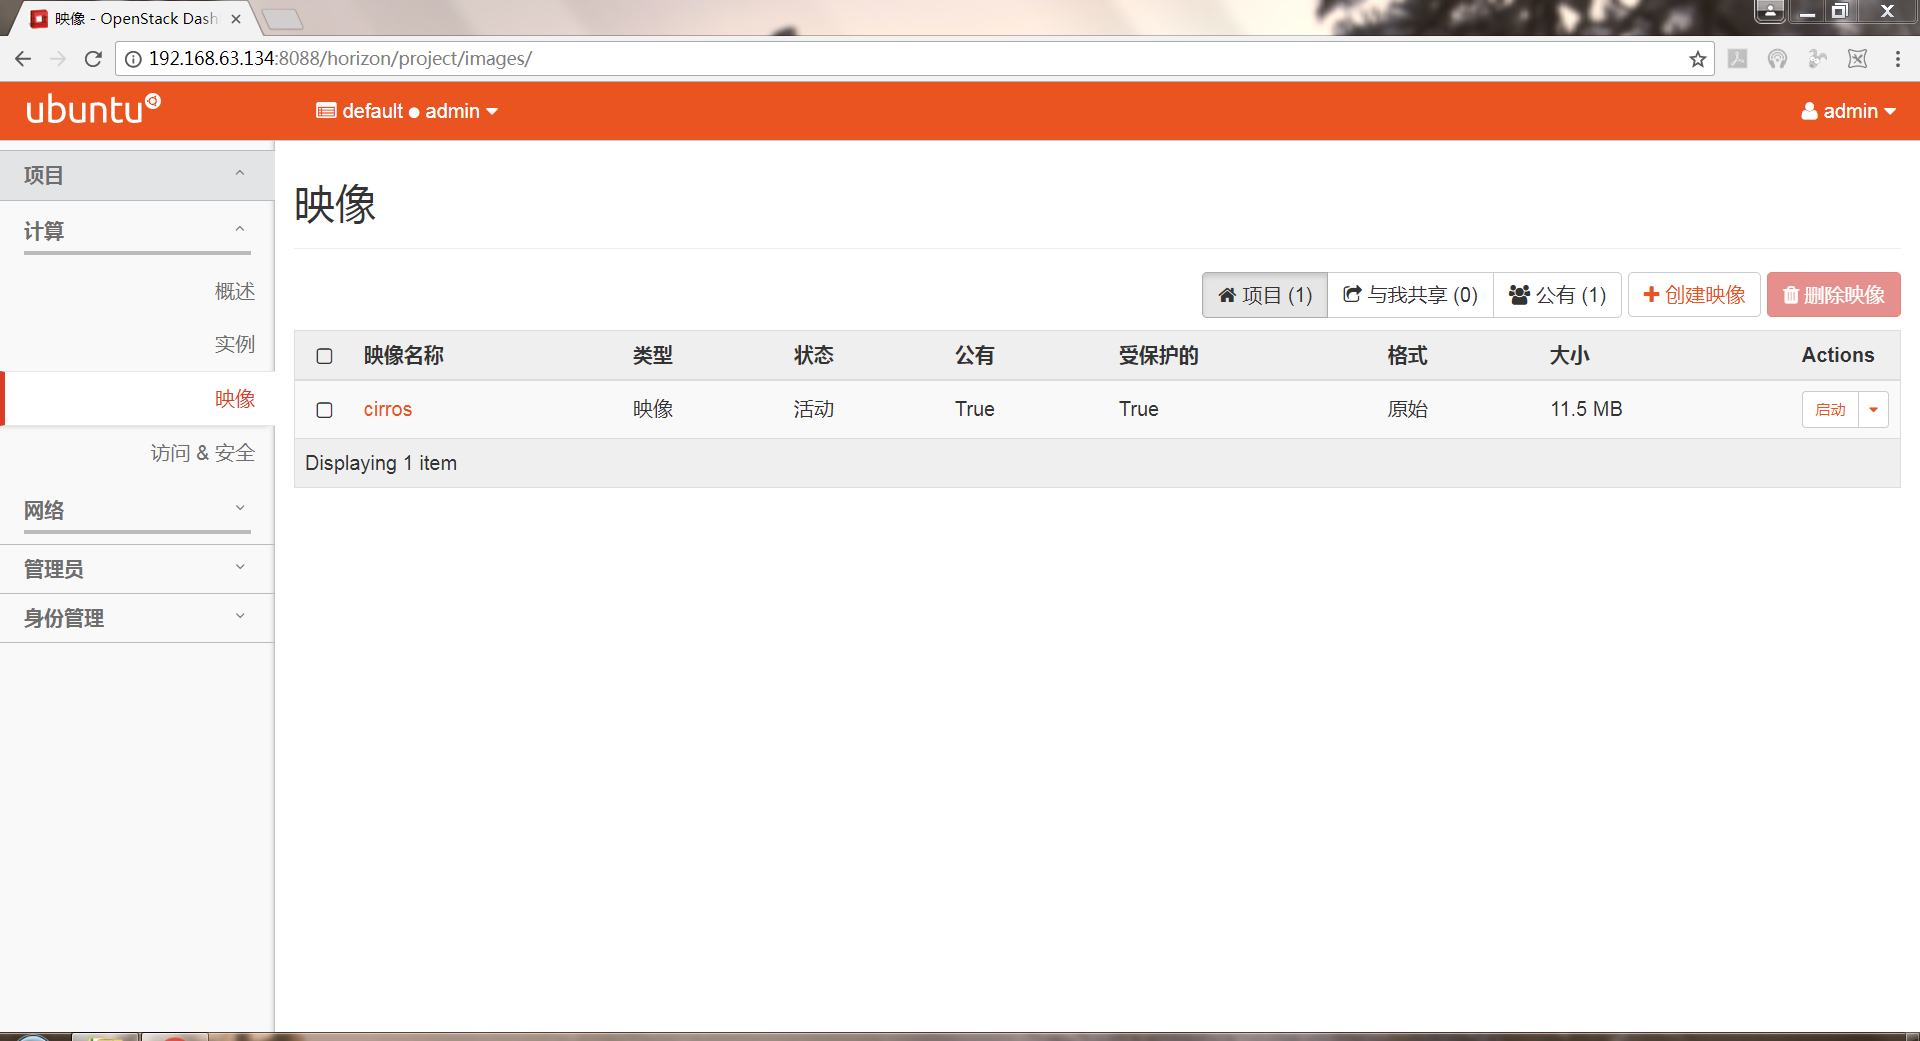 映像 - OpenStack Dash
192.168.63.134:8088/horizon/project/images/
ubuntu
default ● admin
admin
项目
计算
概述
实例
映像
访问 & 安全
网络
管理员
身份管理
映像
项目 (1)
与我共享 (0)
公有 (1)
创建映像
删除映像
映像名称 类型 状态 公有 受保护的 格式 大小 Actions
cirros 映像 活动 True True 原始 11.5 MB 启动
Displaying 1 item